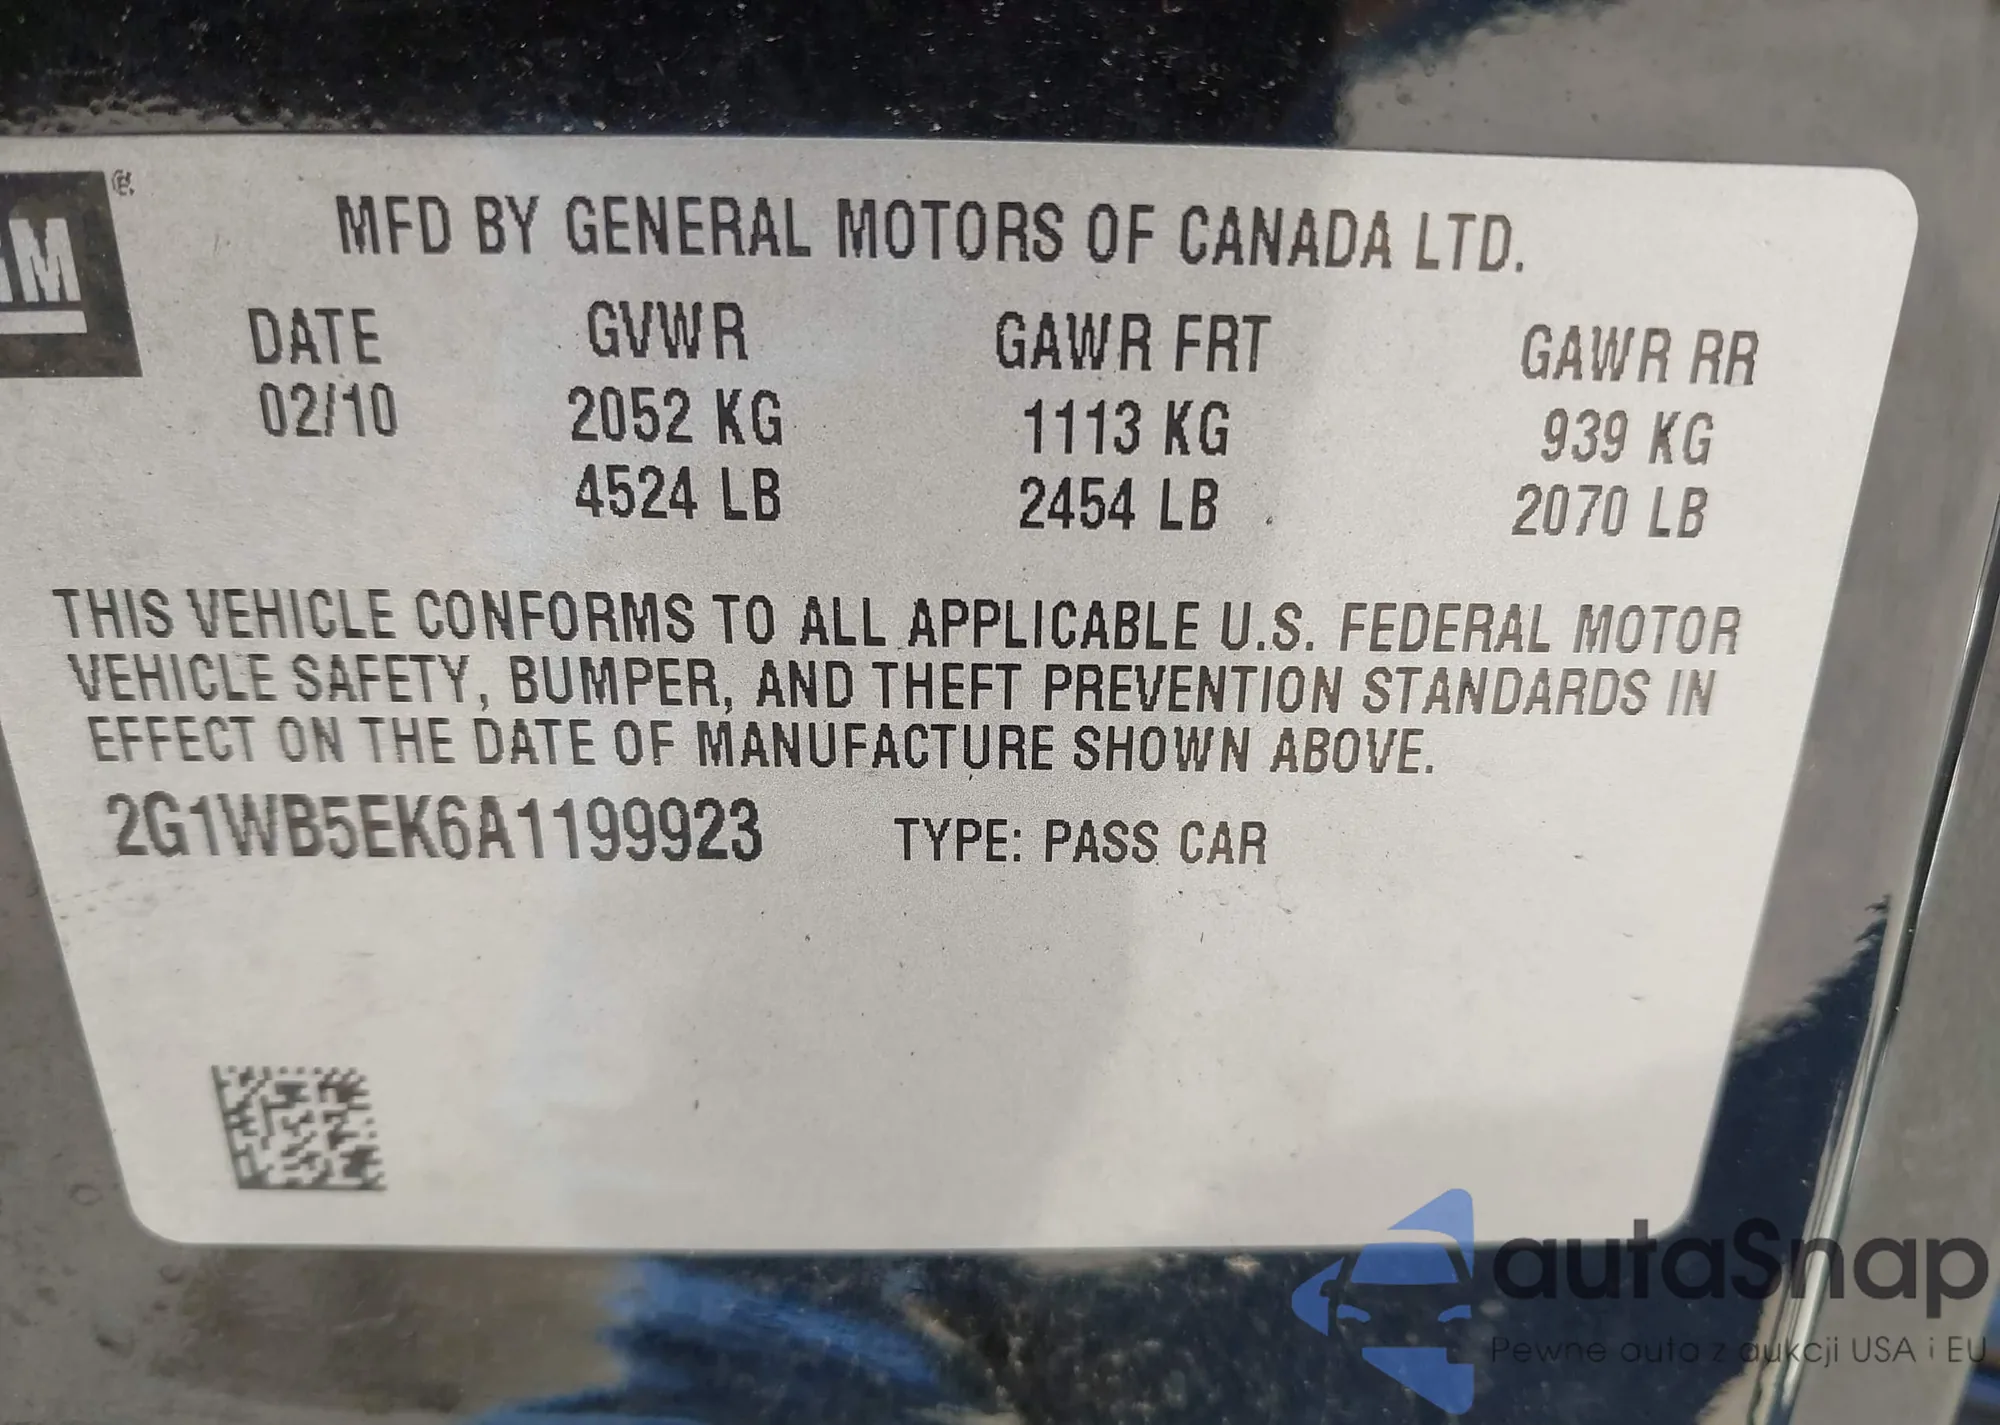 GM
MFD BY GENERAL MOTORS OF CANADA LTD.
DATE GVWR GAWR FRT GAWR RR
02/10 2052 KG 1113 KG 939 KG
4524 LB 2454 LB 2070 LB
THIS VEHICLE CONFORMS TO ALL APPLICABLE U.S. FEDERAL MOTOR
VEHICLE SAFETY, BUMPER, AND THEFT PREVENTION STANDARDS IN
EFFECT ON THE DATE OF MANUFACTURE SHOWN ABOVE.
2G1WB5EK6A1199923 TYPE: PASS CAR
autaSnap
Pewne auta z aukcji USA i EU